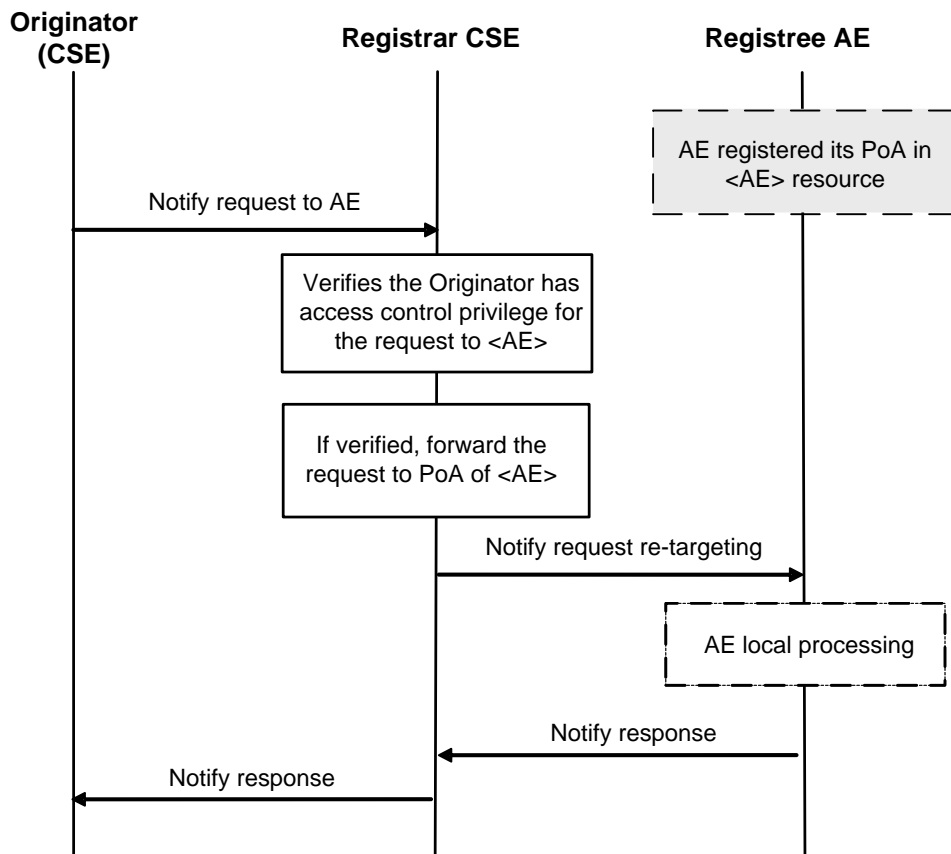 Originator
(CSE)
Registrar CSE
Registree AE
AE registered its PoA in
<AE> resource
Notify request to AE
Verifies the Originator has
access control privilege for
the request to <AE>
If verified, forward the
request to PoA of <AE>
Notify request re-targeting
AE local processing
Notify response
Notify response